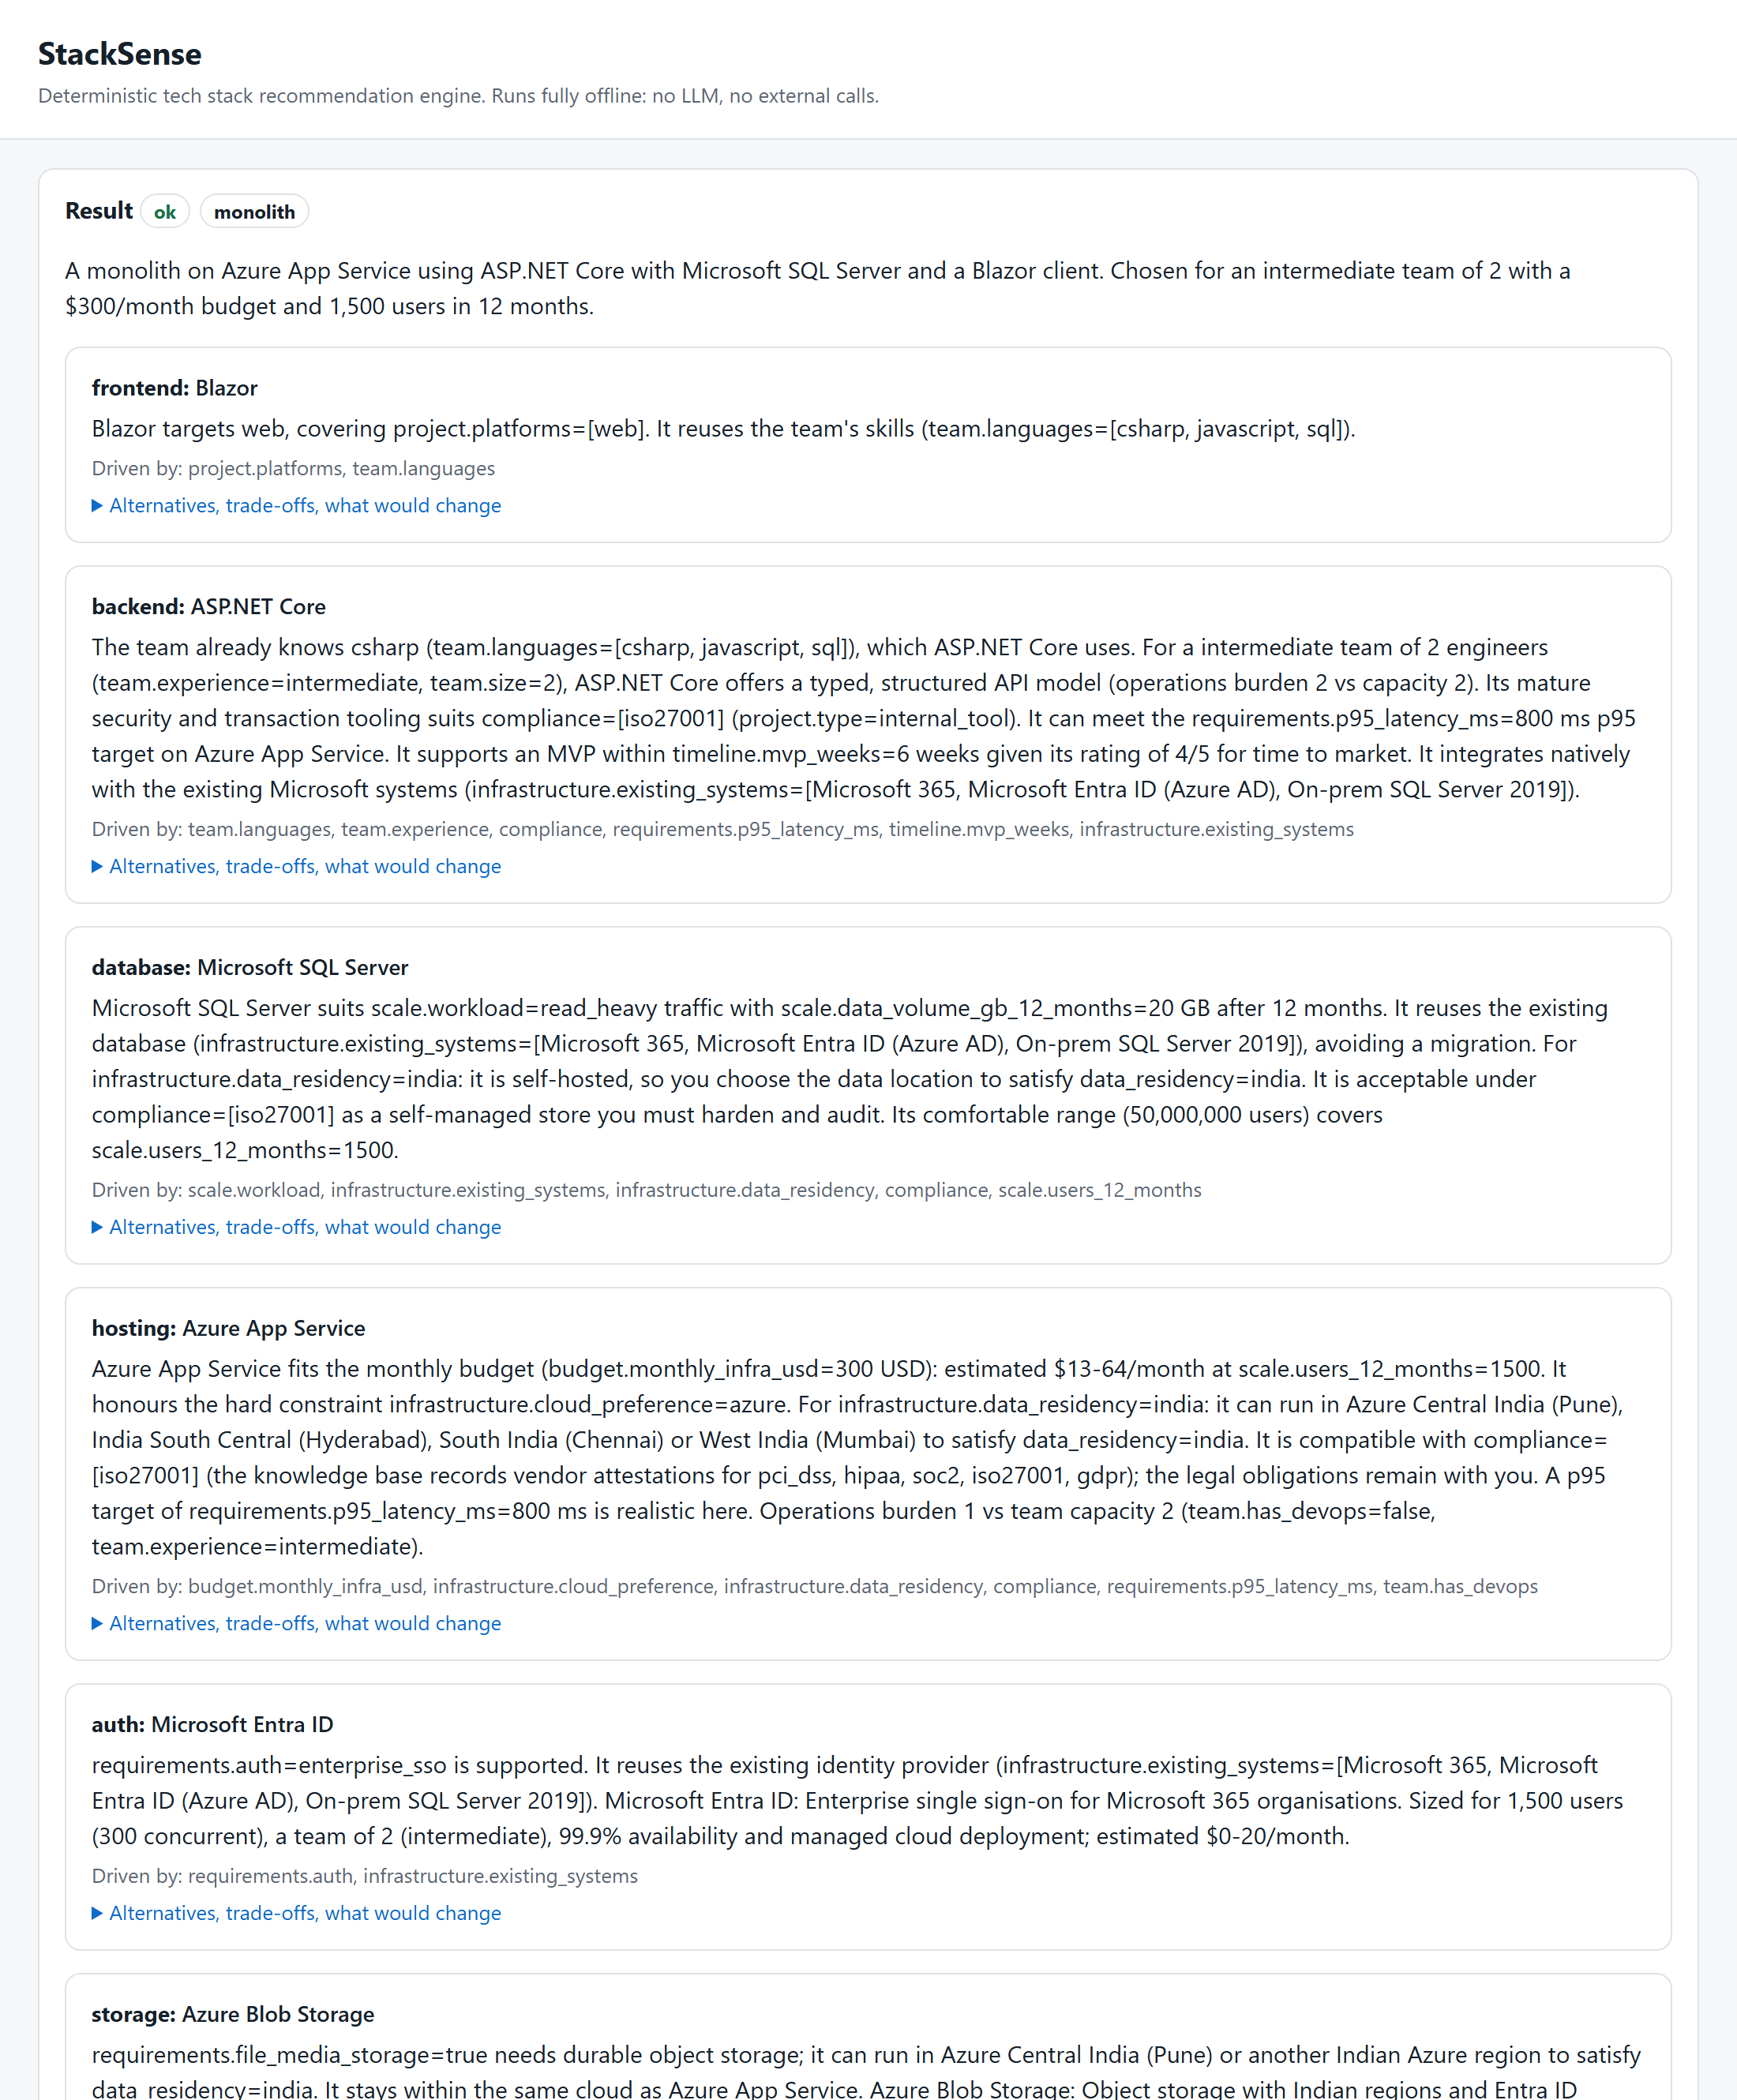 StackSense
Deterministic tech stack recommendation engine. Runs fully offline: no LLM, no external calls.
Result ok monolith
A monolith on Azure App Service using ASP.NET Core with Microsoft SQL Server and a Blazor client. Chosen for an intermediate team of 2 with a
$300/month budget and 1,500 users in 12 months.
frontend: Blazor
Blazor targets web, covering project.platforms=[web]. It reuses the team's skills (team.languages=[csharp, javascript, sql]).
Driven by: project.platforms, team.languages
▶ Alternatives, trade-offs, what would change
backend: ASP.NET Core
The team already knows csharp (team.languages=[csharp, javascript, sql]), which ASP.NET Core uses. For a intermediate team of 2 engineers
(team.experience=intermediate, team.size=2), ASP.NET Core offers a typed, structured API model (operations burden 2 vs capacity 2). Its mature
security and transaction tooling suits compliance=[iso27001] (project.type=internal_tool). It can meet the requirements.p95_latency_ms=800 ms p95
target on Azure App Service. It supports an MVP within timeline.mvp_weeks=6 weeks given its rating of 4/5 for time to market. It integrates natively
with the existing Microsoft systems (infrastructure.existing_systems=[Microsoft 365, Microsoft Entra ID (Azure AD), On-prem SQL Server 2019]).
Driven by: team.languages, team.experience, compliance, requirements.p95_latency_ms, timeline.mvp_weeks, infrastructure.existing_systems
▶ Alternatives, trade-offs, what would change
database: Microsoft SQL Server
Microsoft SQL Server suits scale.workload=read_heavy traffic with scale.data_volume_gb_12_months=20 GB after 12 months. It reuses the existing
database (infrastructure.existing_systems=[Microsoft 365, Microsoft Entra ID (Azure AD), On-prem SQL Server 2019]), avoiding a migration. For
infrastructure.data_residency=india: it is self-hosted, so you choose the data location to satisfy data_residency=india. It is acceptable under
compliance=[iso27001] as a self-managed store you must harden and audit. Its comfortable range (50,000,000 users) covers
scale.users_12_months=1500.
Driven by: scale.workload, infrastructure.existing_systems, infrastructure.data_residency, compliance, scale.users_12_months
▶ Alternatives, trade-offs, what would change
hosting: Azure App Service
Azure App Service fits the monthly budget (budget.monthly_infra_usd=300 USD): estimated $13-64/month at scale.users_12_months=1500. It
honours the hard constraint infrastructure.cloud_preference=azure. For infrastructure.data_residency=india: it can run in Azure Central India (Pune),
India South Central (Hyderabad), South India (Chennai) or West India (Mumbai) to satisfy data_residency=india. It is compatible with compliance=
[iso27001] (the knowledge base records vendor attestations for pci_dss, hipaa, soc2, iso27001, gdpr); the legal obligations remain with you. A p95
target of requirements.p95_latency_ms=800 ms is realistic here. Operations burden 1 vs team capacity 2 (team.has_devops=false,
team.experience=intermediate).
Driven by: budget.monthly_infra_usd, infrastructure.cloud_preference, infrastructure.data_residency, compliance, requirements.p95_latency_ms, team.has_devops
▶ Alternatives, trade-offs, what would change
auth: Microsoft Entra ID
requirements.auth=enterprise_sso is supported. It reuses the existing identity provider (infrastructure.existing_systems=[Microsoft 365, Microsoft
Entra ID (Azure AD), On-prem SQL Server 2019]). Microsoft Entra ID: Enterprise single sign-on for Microsoft 365 organisations. Sized for 1,500 users
(300 concurrent), a team of 2 (intermediate), 99.9% availability and managed cloud deployment; estimated $0-20/month.
Driven by: requirements.auth, infrastructure.existing_systems
▶ Alternatives, trade-offs, what would change
storage: Azure Blob Storage
requirements.file_media_storage=true needs durable object storage; it can run in Azure Central India (Pune) or another Indian Azure region to satisfy
data_residency=india. It stays within the same cloud as Azure App Service. Azure Blob Storage: Object storage with Indian regions and Entra ID